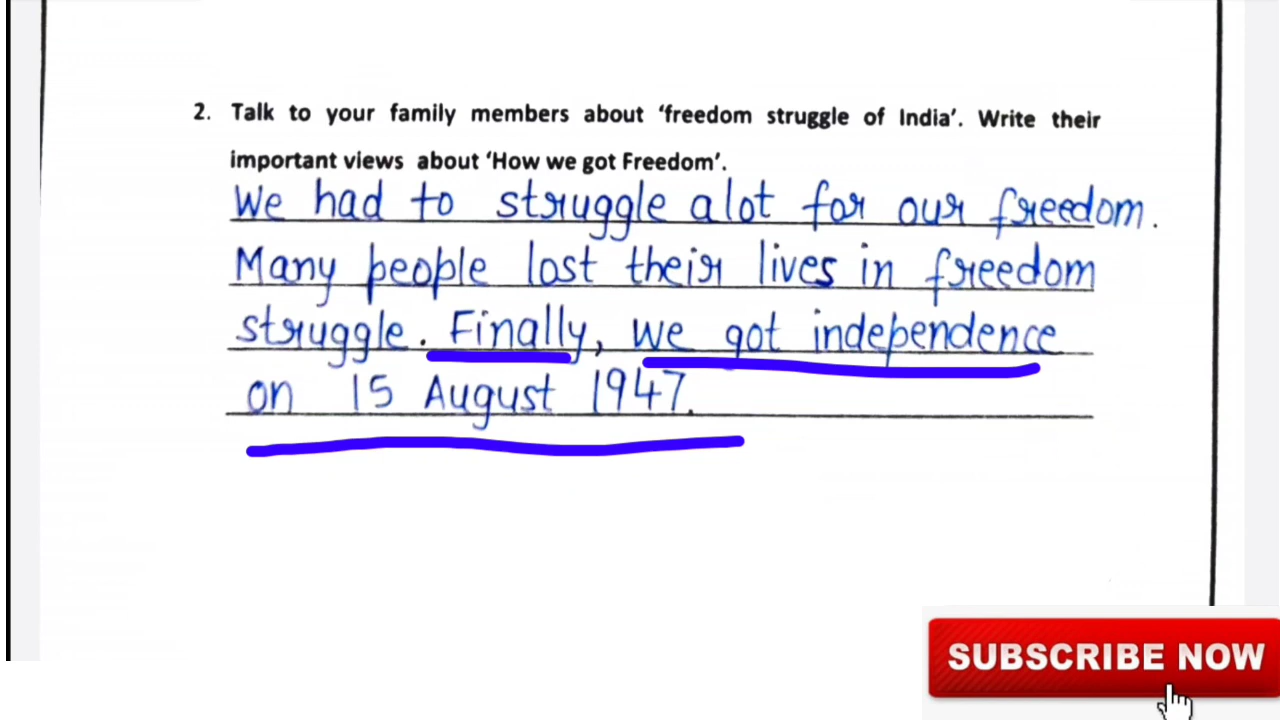 2. Talk to your family members about 'freedom struggle of India'. Write their
important views about 'How we got Freedom'.
We had to struggle alot for our freedom.
Many people lost their lives in freedom
struggle. Finally, we got independence
on 15 August 1947.
SUBSCRIBE NOW